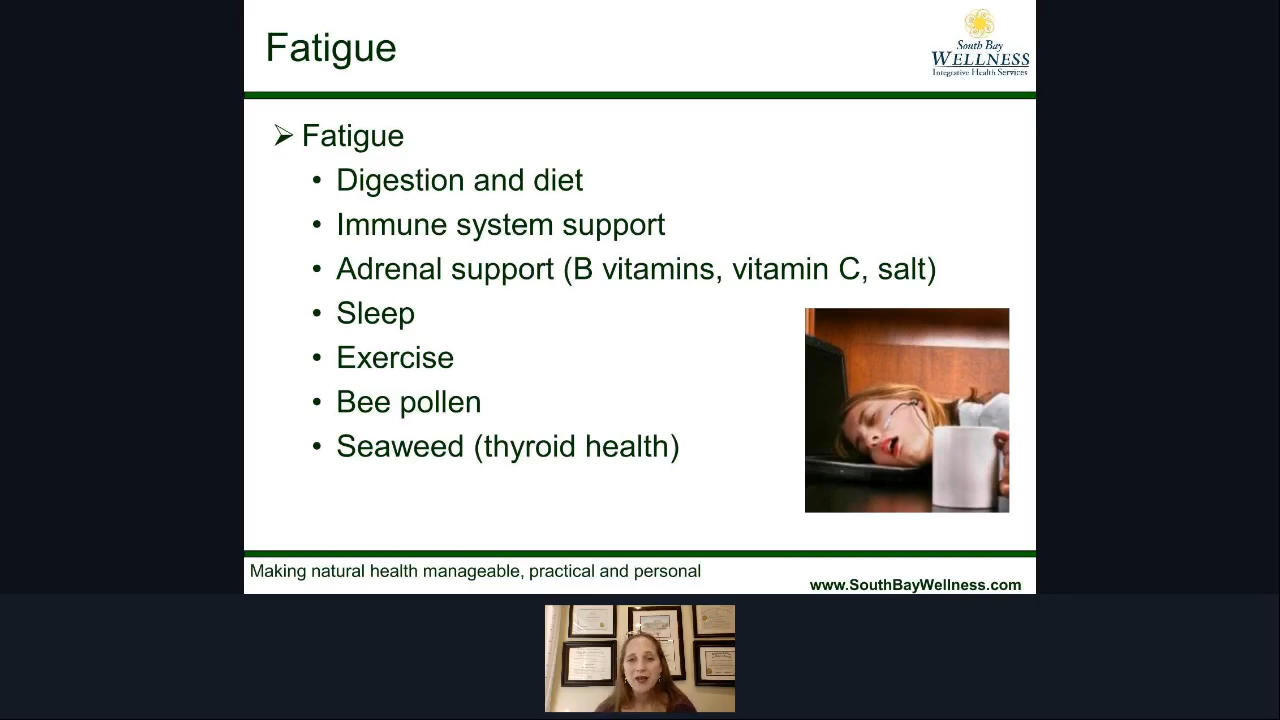 Fatigue
South Bay
WELLNESS
Integrative Health Services
➢ Fatigue
• Digestion and diet
• Immune system support
• Adrenal support (B vitamins, vitamin C, salt)
• Sleep
• Exercise
• Bee pollen
• Seaweed (thyroid health)
Making natural health manageable, practical and personal
www.SouthBayWellness.com